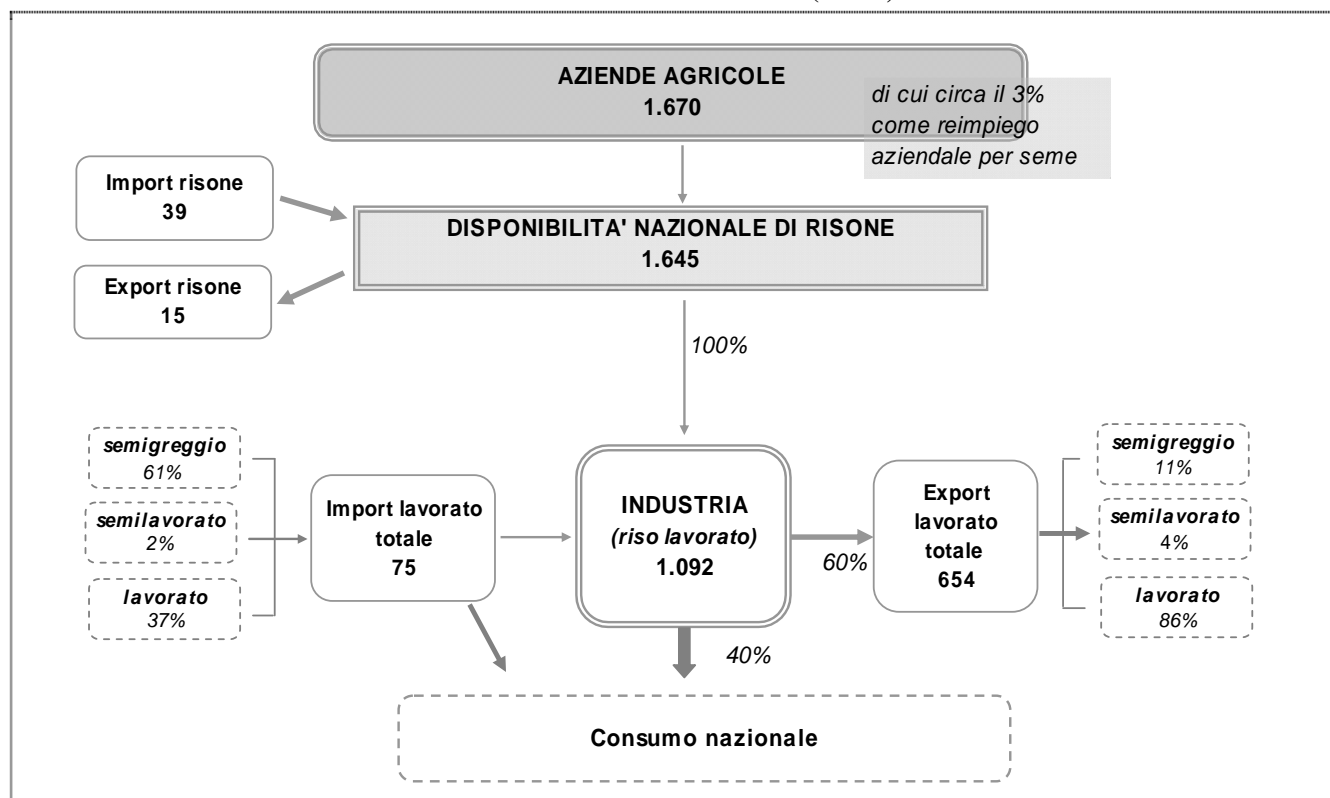 AZIENDE AGRICOLE
1.670
di cui circa il 3%
come reimpiego
aziendale per seme
Import risone
39
DISPONIBILITA' NAZIONALE DI RISONE
1.645
Export risone
15
100%
semigreggio
61%
semilavorato
2%
lavorato
37%
Import lavorato
totale
75
INDUSTRIA
(riso lavorato)
1.092
60%
Export
lavorato
totale
654
semigreggio
11%
semilavorato
4%
lavorato
86%
40%
Consumo nazionale